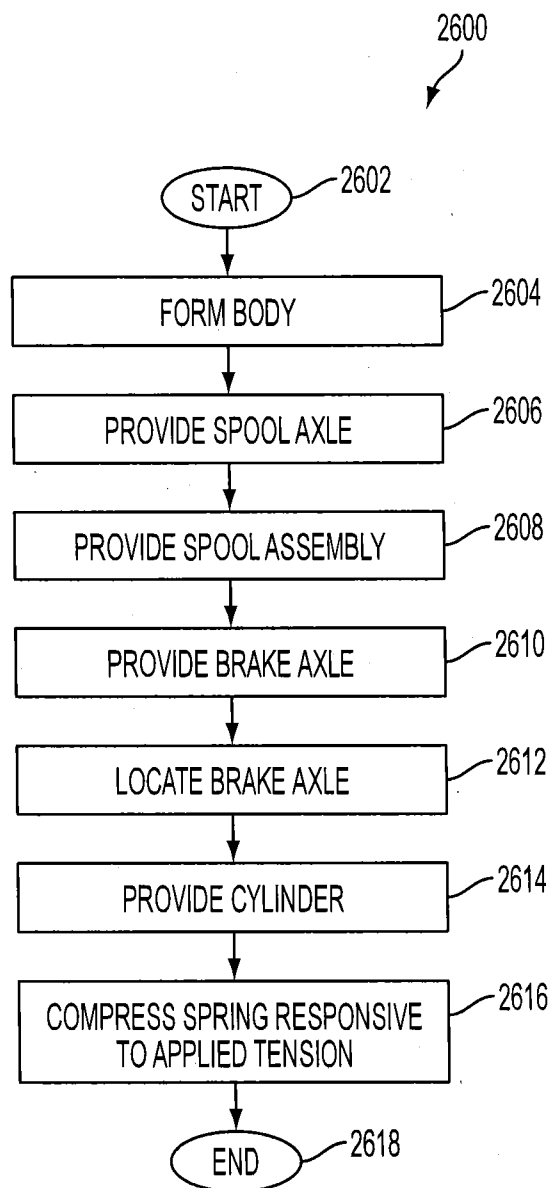 2600
START
2602
FORM BODY
2604
PROVIDE SPOOL AXLE
2606
PROVIDE SPOOL ASSEMBLY
2608
PROVIDE BRAKE AXLE
2610
LOCATE BRAKE AXLE
2612
PROVIDE CYLINDER
2614
COMPRESS SPRING RESPONSIVE
TO APPLIED TENSION
2616
END
2618